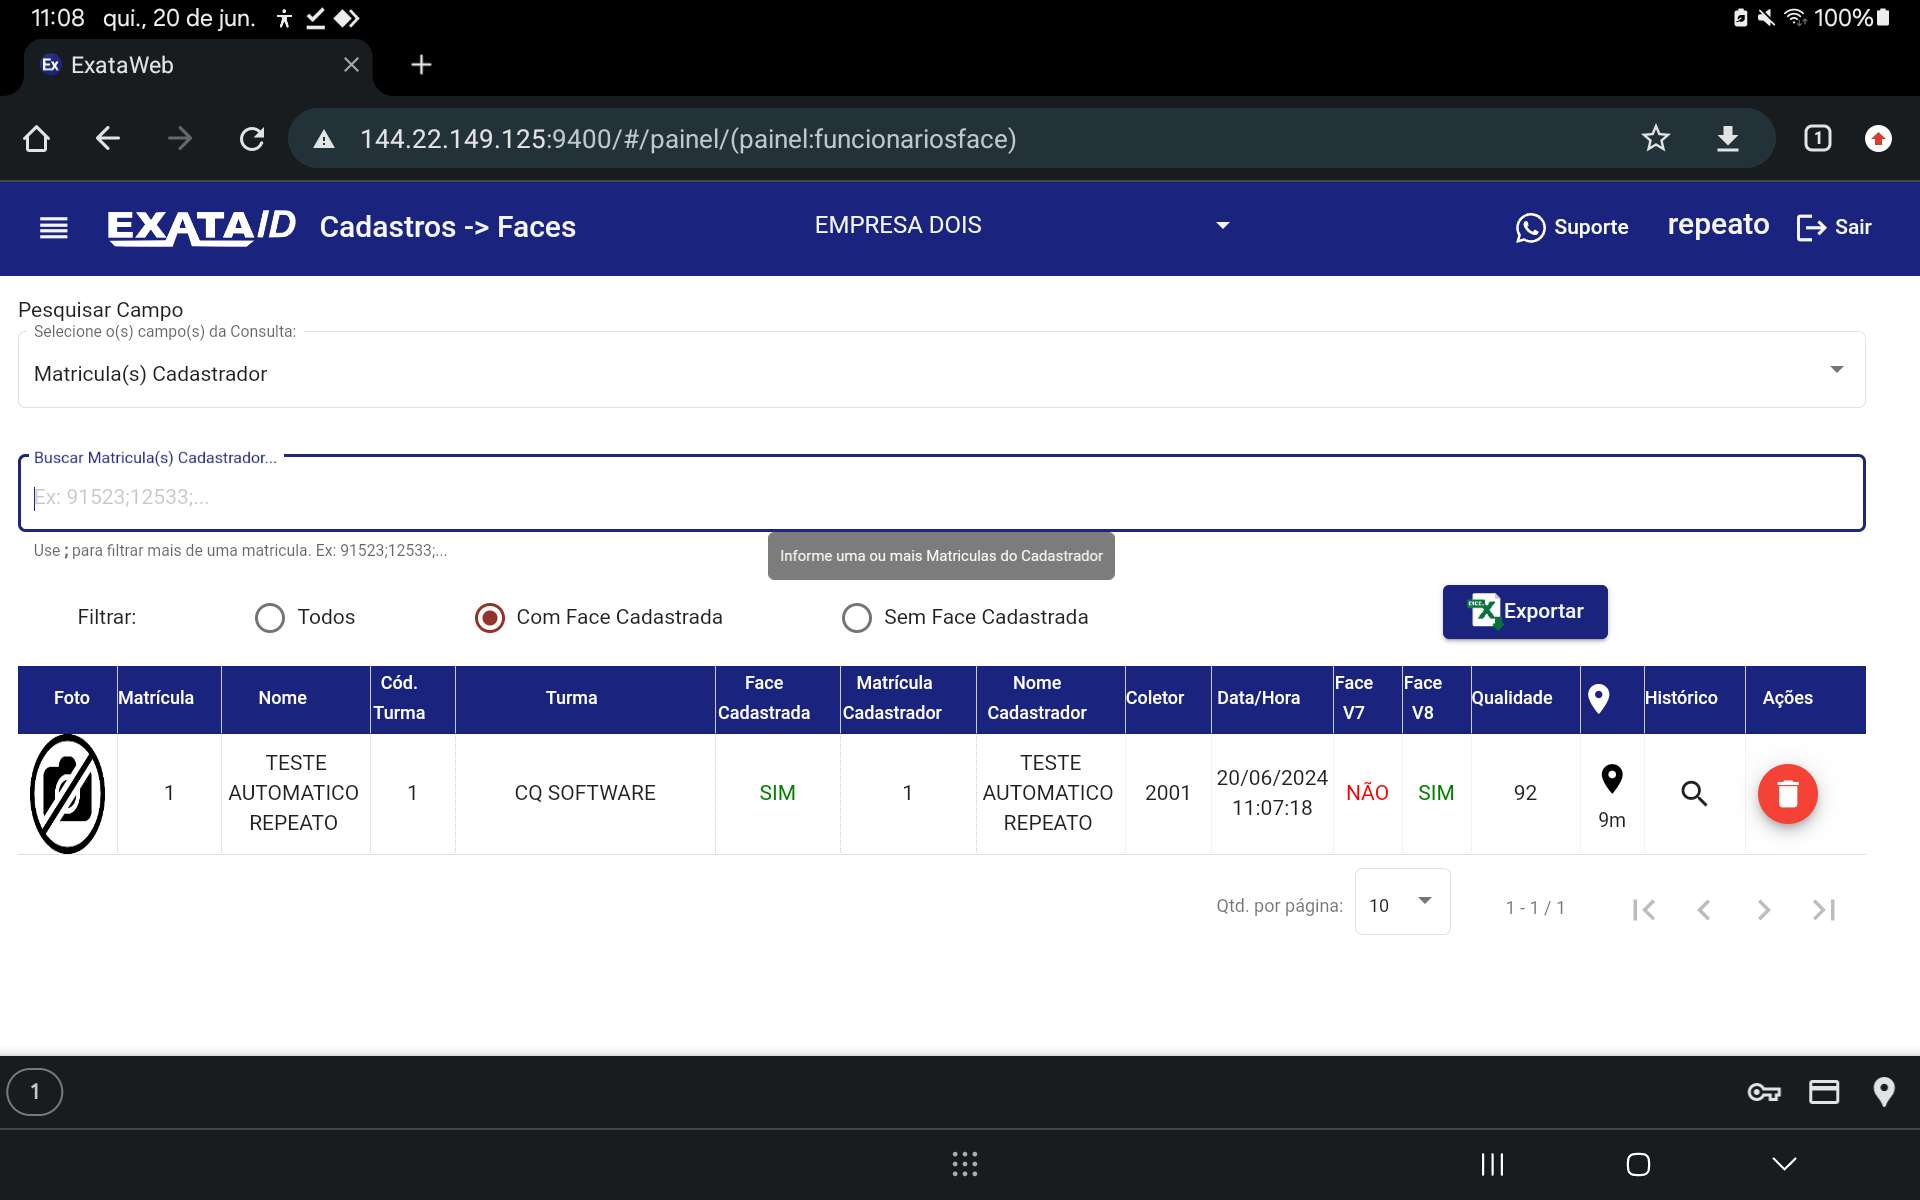 11:08 qui., 20 de jun. 100%
Ex ExataWeb
144.22.149.125:9400/#/painel/(painel:funcionariosface) 1
EXATA ID Cadastros -> Faces EMPRESA DOIS Suporte repeato Sair
Pesquisar Campo
Selecione o(s) campo(s) da Consulta:
Matricula(s) Cadastrador
Buscar Matricula(s) Cadastrador...
Ex: 91523;12533;...
Use ; para filtrar mais de uma matricula. Ex: 91523;12533;...
Informe uma ou mais Matriculas do Cadastrador
Filtrar: Todos Com Face Cadastrada Sem Face Cadastrada Exportar
Foto Matrícula Nome Cód. Turma Turma Face Cadastrada Matrícula Cadastrador Nome Cadastrador Coletor Data/Hora Face V7 Face V8 Qualidade Histórico Ações
1 TESTE AUTOMATICO REPEATO 1 CQ SOFTWARE SIM 1 TESTE AUTOMATICO REPEATO 2001 20/06/2024 11:07:18 NÃO SIM 92 9m
Qtd. por página: 10 1 - 1 / 1
1